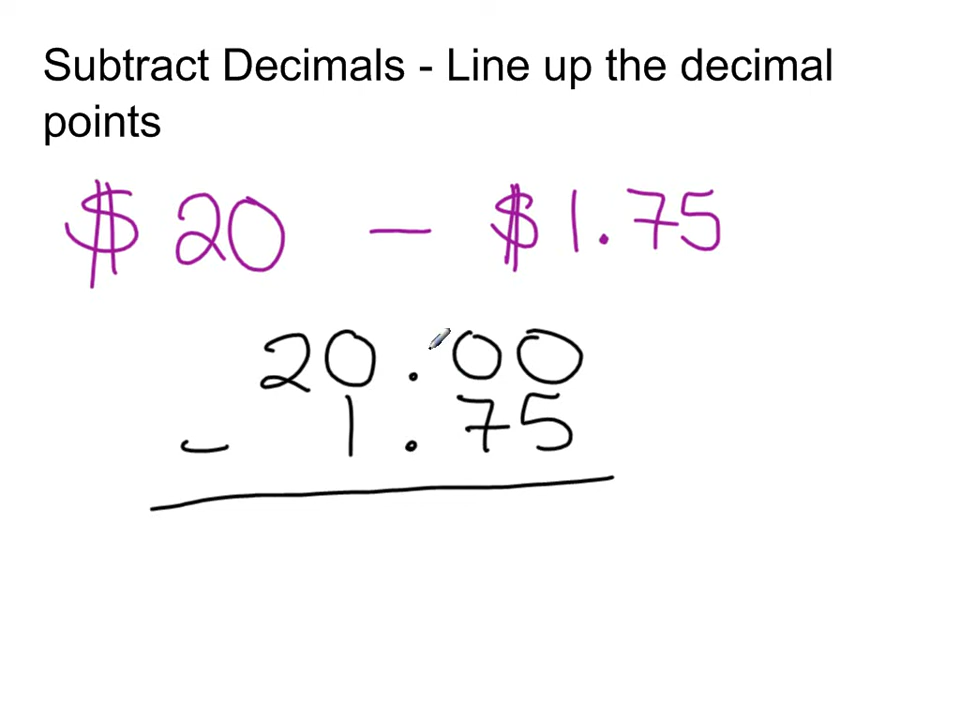 Subtract Decimals - Line up the decimal
points
$20 - $1.75
20.00
- 1.75